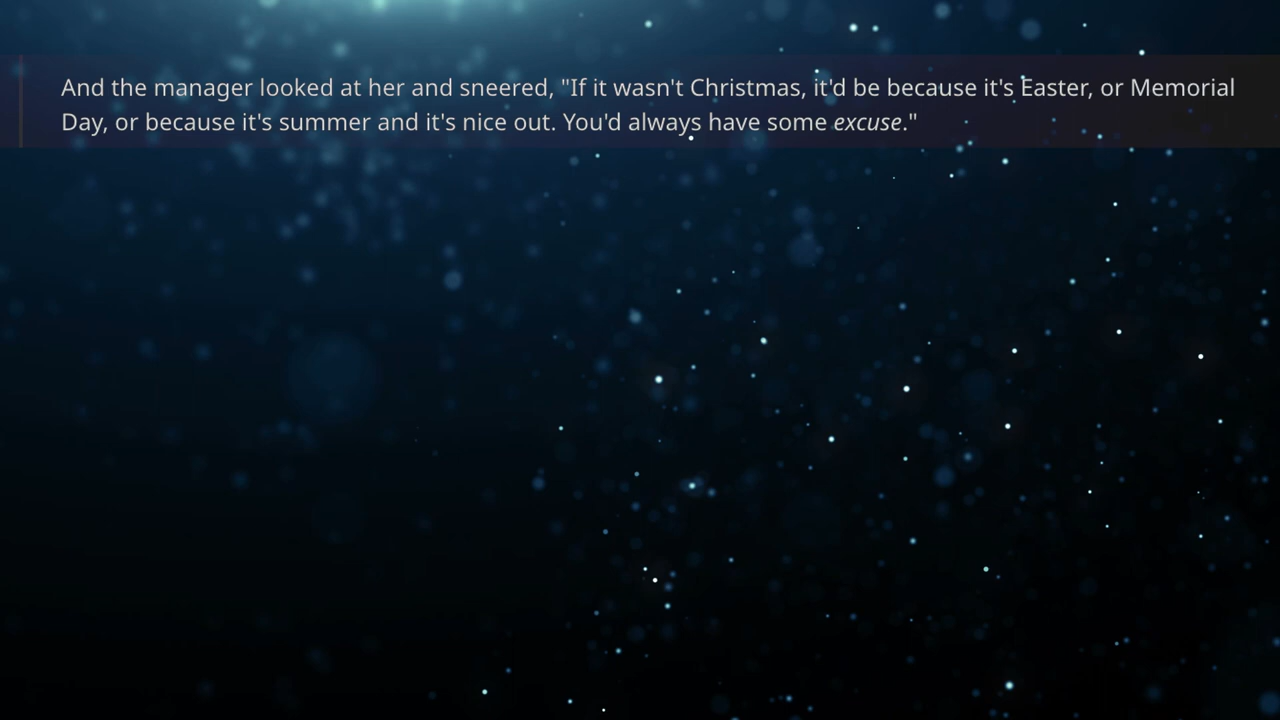 And the manager looked at her and sneered, "If it wasn't Christmas, it'd be because it's Easter, or Memorial
Day, or because it's summer and it's nice out. You'd always have some excuse."